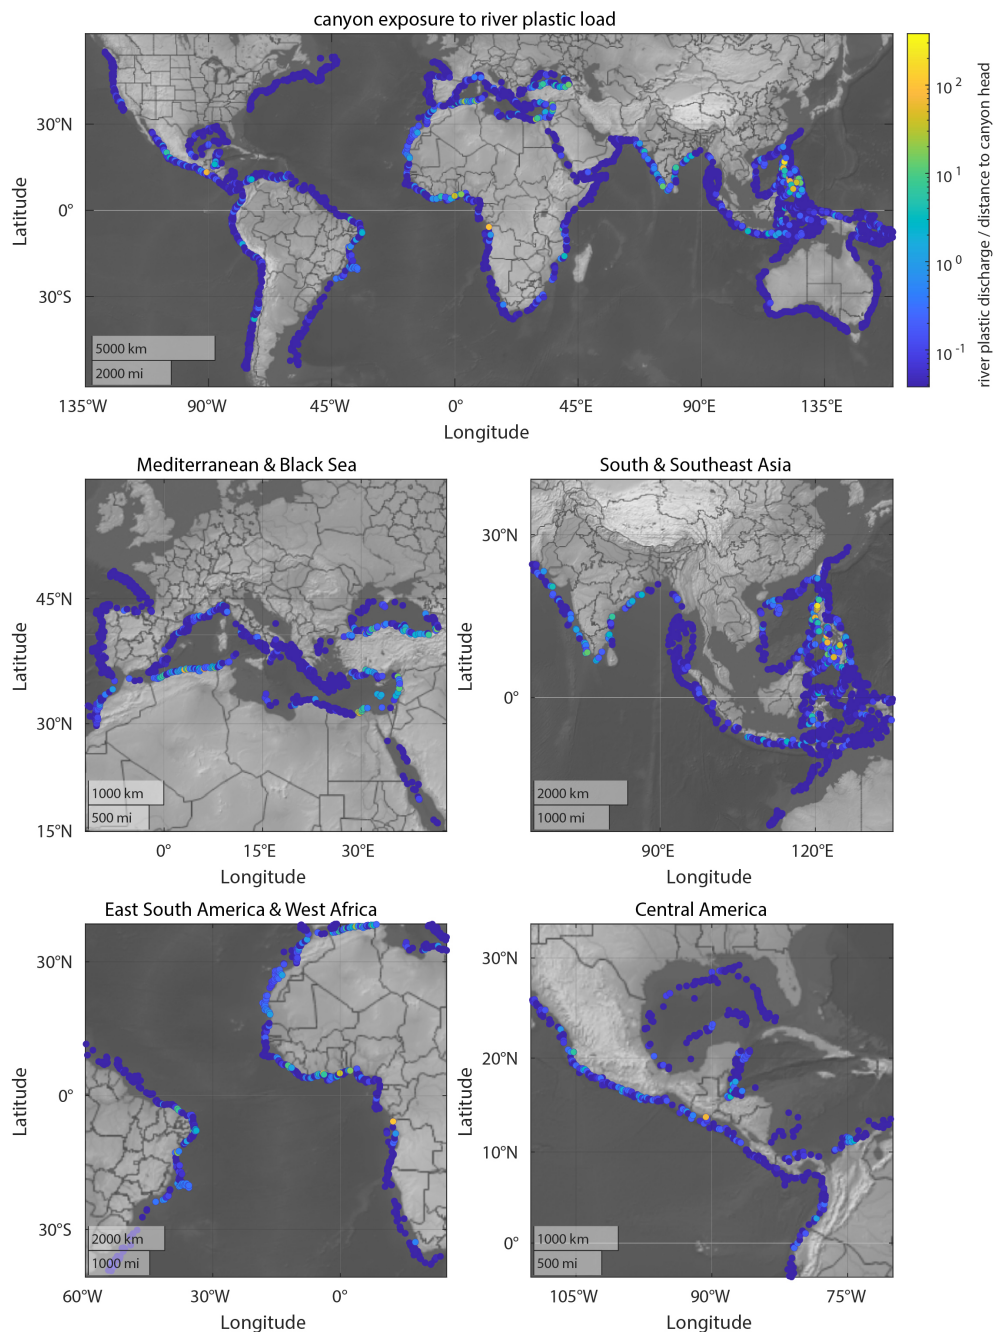 canyon exposure to river plastic load
Latitude
30°N
0°
30°S
5000 km
2000 mi
135°W 90°W 45°W 0° 45°E 90°E 135°E
Longitude
10 2
10 1
10 0
10 -1
river plastic discharge / distance to canyon head
Mediterranean & Black Sea
Latitude
45°N
30°N
15°N
1000 km
500 mi
0° 15°E 30°E
Longitude
South & Southeast Asia
Latitude
30°N
0°
2000 km
1000 mi
90°E 120°E
Longitude
East South America & West Africa
Latitude
30°N
0°
30°S
2000 km
1000 mi
60°W 30°W 0°
Longitude
Central America
Latitude
30°N
20°N
10°N
0°
1000 km
500 mi
105°W 90°W 75°W
Longitude